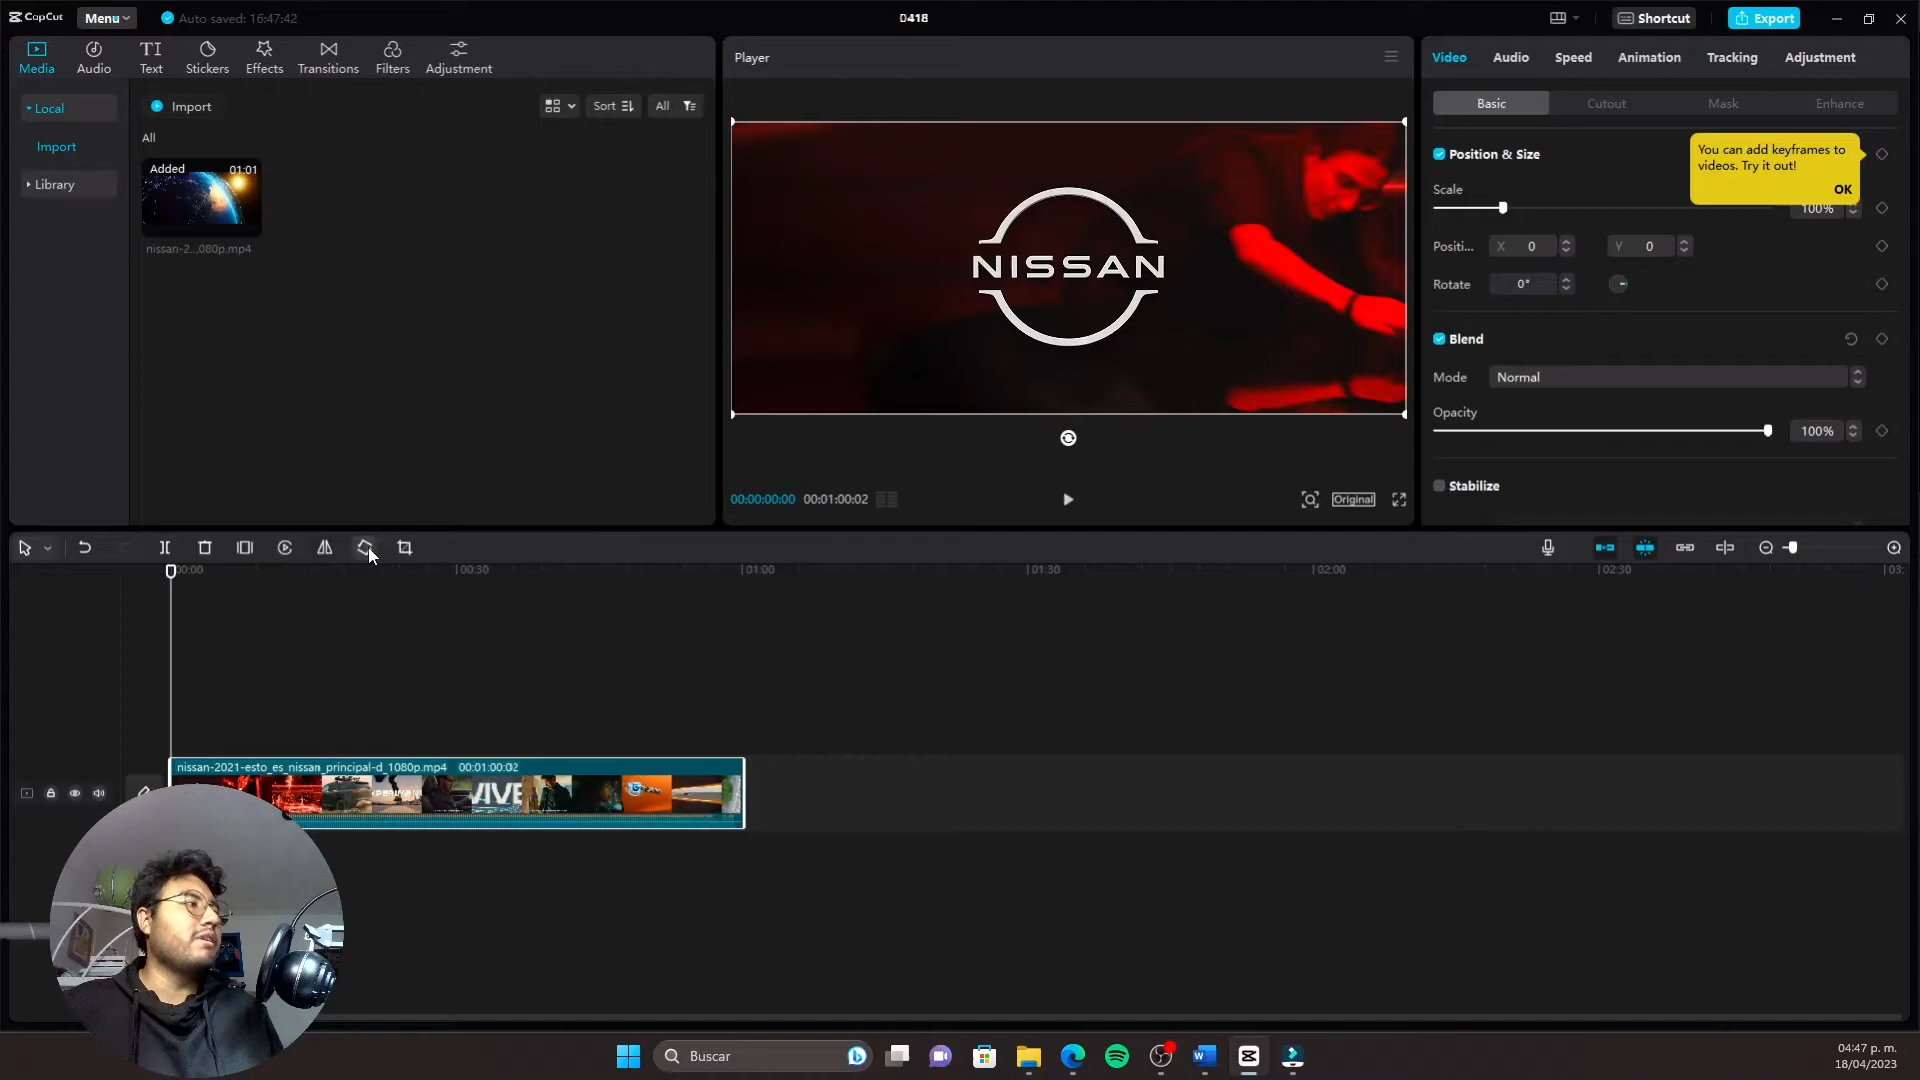 CapCut
Menu
Auto saved: 16:47:42
0418
Shortcut
Export
Media
Audio
Text
Stickers
Effects
Transitions
Filters
Adjustment
Local
Import
Library
Import
Sort
All
All
Added
01:01
nissan-2...080p.mp4
Player
NISSAN
00:00:00:00
00:01:00:02
Original
Video
Audio
Speed
Animation
Tracking
Adjustment
Basic
Cutout
Mask
Enhance
Position & Size
You can add keyframes to
videos. Try it out!
OK
Scale
100%
Positi...
X
0
Y
0
Rotate
0°
Blend
Mode
Normal
Opacity
100%
Stabilize
00:00
00:30
01:00
01:30
02:00
02:30
03:
nissan-2021-esto_es_nissan_principal-d_1080p.mp4
00:01:00:02
Buscar
04:47 p. m.
18/04/2023